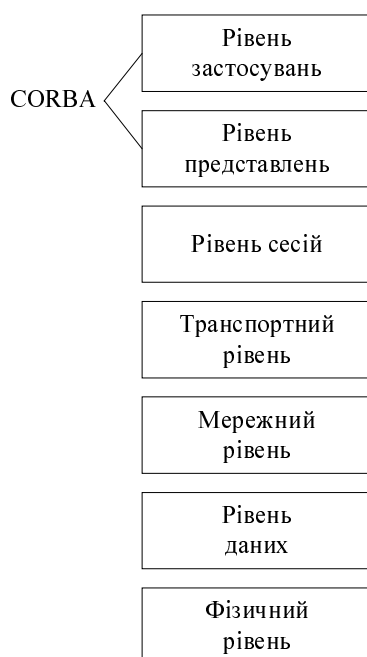 Рівень
застосувань
CORBA
Рівень
представлень
Рівень сесій
Транспортний
рівень
Мережний
рівень
Рівень
даних
Фізичний
рівень